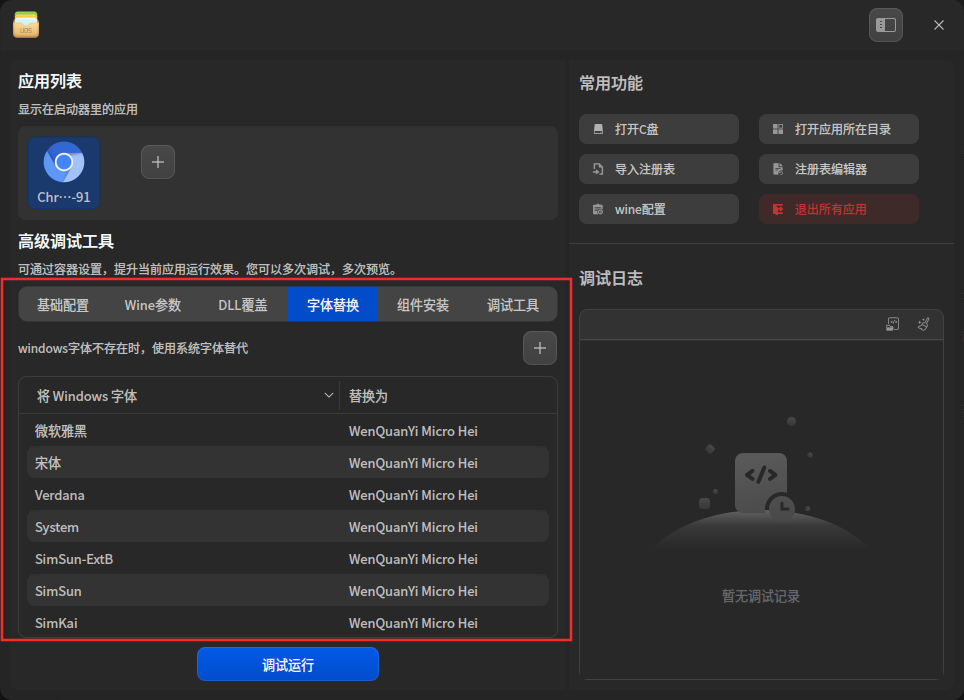 UOS
应用列表
显示在启动器里的应用
Chr···-91
高级调试工具
可通过容器设置，提升当前应用运行效果。您可以多次调试，多次预览。
基础配置
Wine参数
DLL覆盖
字体替换
组件安装
调试工具
windows字体不存在时，使用系统字体替代
将 Windows 字体
替换为
微软雅黑
WenQuanYi Micro Hei
宋体
WenQuanYi Micro Hei
Verdana
WenQuanYi Micro Hei
System
WenQuanYi Micro Hei
SimSun-ExtB
WenQuanYi Micro Hei
SimSun
WenQuanYi Micro Hei
SimKai
WenQuanYi Micro Hei
调试运行
常用功能
打开C盘
打开应用所在目录
导入注册表
注册表编辑器
wine配置
退出所有应用
调试日志
暂无调试记录